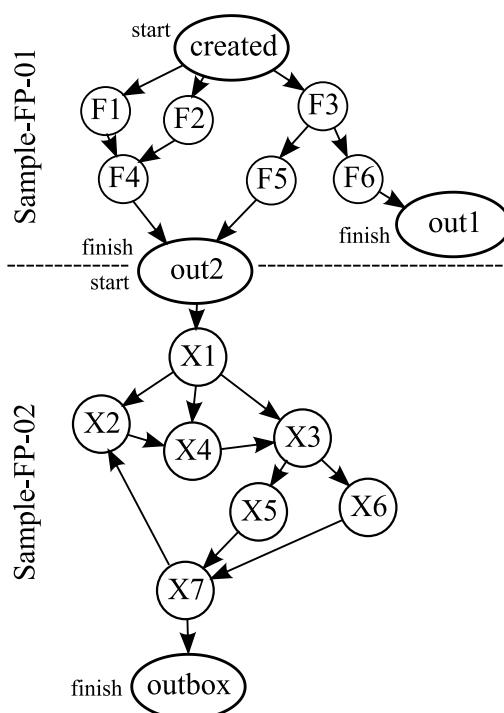 Sample-FP-01
start
created
F1
F2
F3
F4
F5
F6
out1
finish
finish
out2
start
Sample-FP-02
X1
X2
X4
X3
X5
X6
X7
finish
outbox